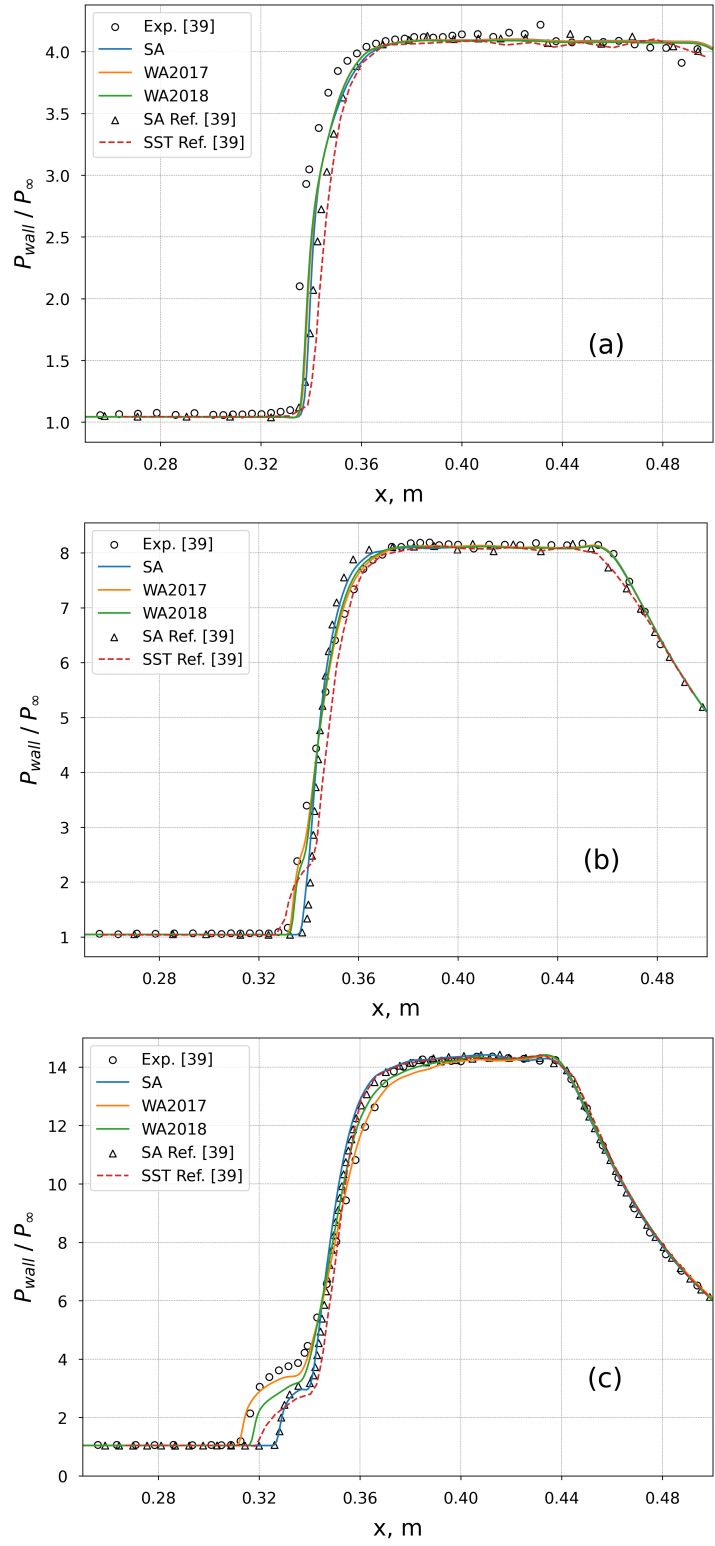 Exp. [39]
SA
WA2017
WA2018
SA Ref. [39]
SST Ref. [39]
4.0
3.5
3.0
2.5
2.0
1.5
1.0
P_wall / P_∞
(a)
0.28 0.32 0.36 0.40 0.44 0.48
x, m
Exp. [39]
SA
WA2017
WA2018
SA Ref. [39]
SST Ref. [39]
8
7
6
5
4
3
2
1
P_wall / P_∞
(b)
0.28 0.32 0.36 0.40 0.44 0.48
x, m
Exp. [39]
SA
WA2017
WA2018
SA Ref. [39]
SST Ref. [39]
14
12
10
8
6
4
2
0
P_wall / P_∞
(c)
0.28 0.32 0.36 0.40 0.44 0.48
x, m